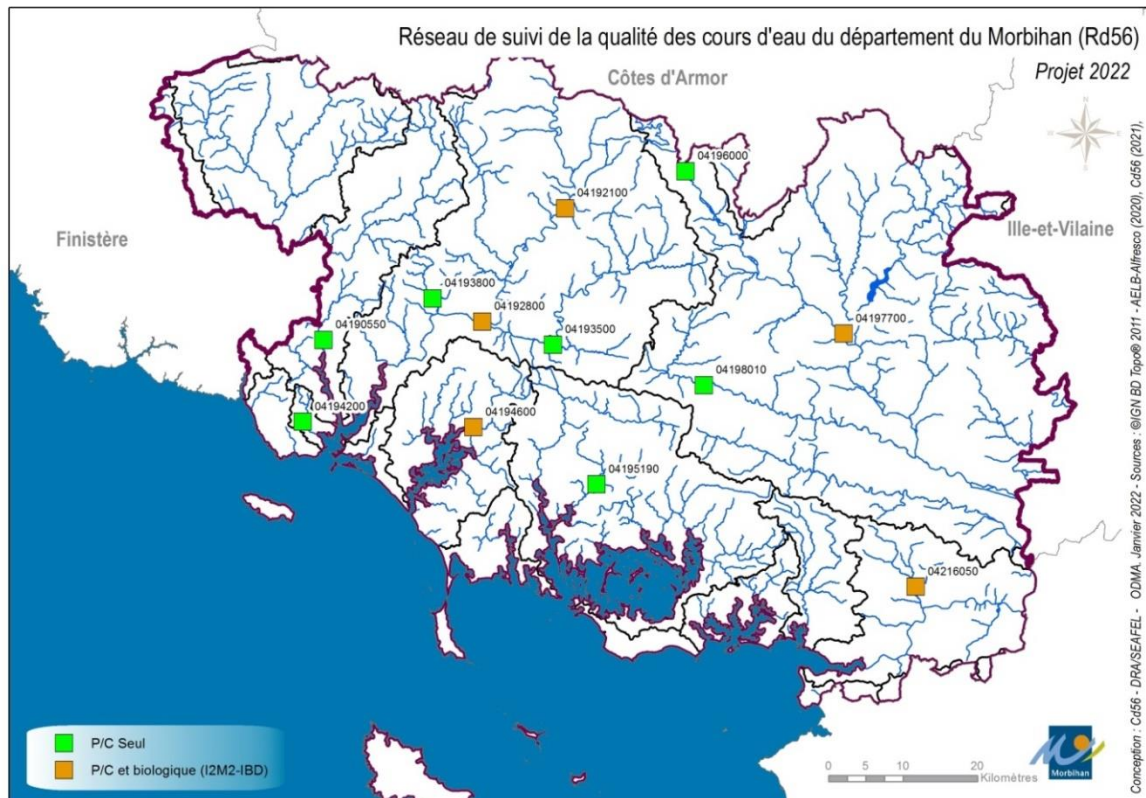 Réseau de suivi de la qualité des cours d'eau du département du Morbihan (Rd56)
Projet 2022
Côtes d'Armor
N
04196000
04192100
Ille-et-Vilaine
Finistère
04193800
04192800
04190550
04193500
04197700
04198010
04194200
04194600
04195190
04216050
P/C Seul
P/C et biologique (I2M2-IBD)
0 5 10 20
Kilomètres
Morbihan
Conception : Cd56 - DRA/SEAFEL - ODMA. Janvier 2022 - Sources : ©IGN BD Topo® 2011 - AELB-Alfresco (2020), Cd56 (2021),